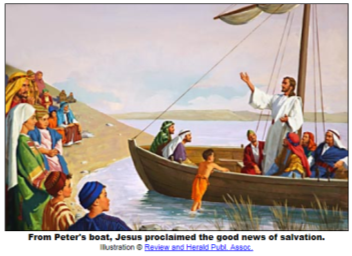 From Peter's boat, Jesus proclaimed the good news of salvation.
Illustration © Review and Herald Publ. Assoc.